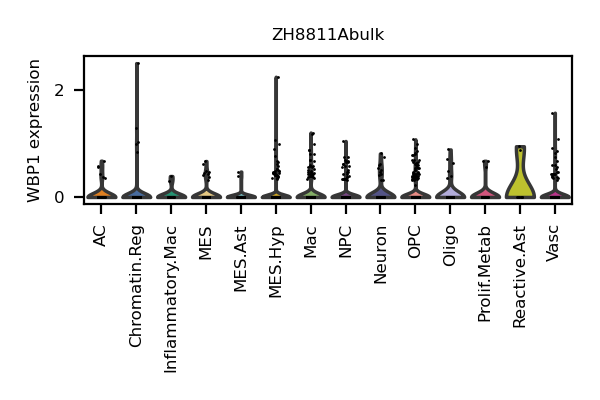 ZH8811Abulk
WBP1 expression
2
0
AC
Chromatin.Reg
Inflammatory.Mac
MES
MES.Ast
MES.Hyp
Mac
NPC
Neuron
OPC
Oligo
Prolif.Metab
Reactive.Ast
Vasc